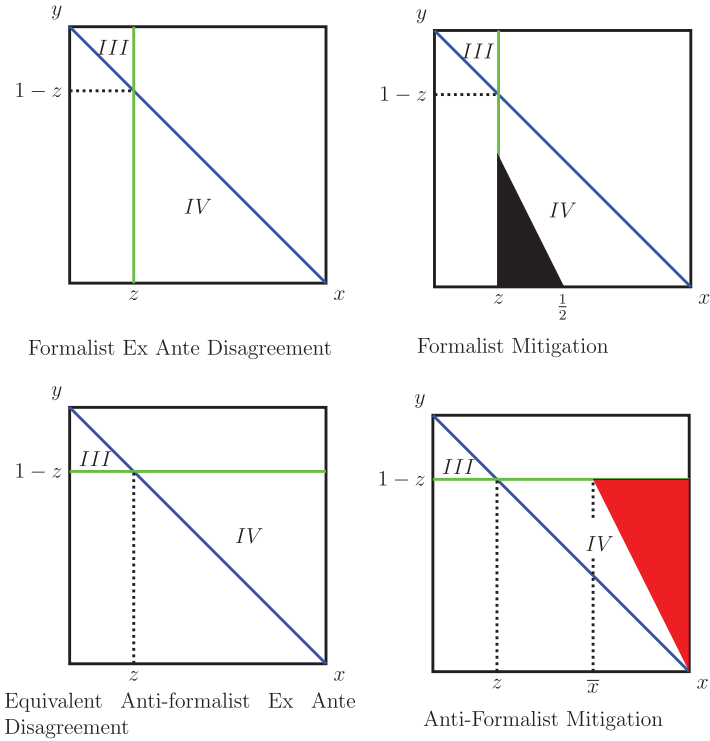 y
III
1 − z
IV
z
x
Formalist Ex Ante Disagreement
y
III
1 − z
IV
z
1/2
x
Formalist Mitigation
y
1 − z
III
IV
z
x
Equivalent Anti-formalist Ex Ante
Disagreement
y
III
1 − z
IV
z
x̅
x
Anti-Formalist Mitigation